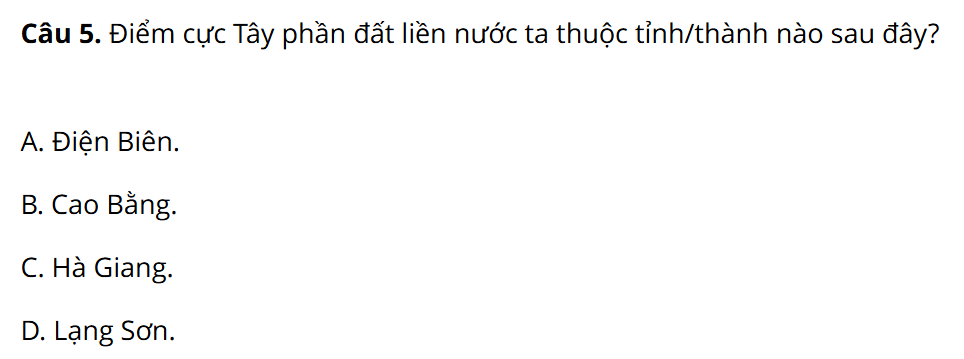 Câu 5. Điểm cực Tây phần đất liền nước ta thuộc tỉnh/thành nào sau đây?
A. Điện Biên.
B. Cao Bằng.
C. Hà Giang.
D. Lạng Sơn.